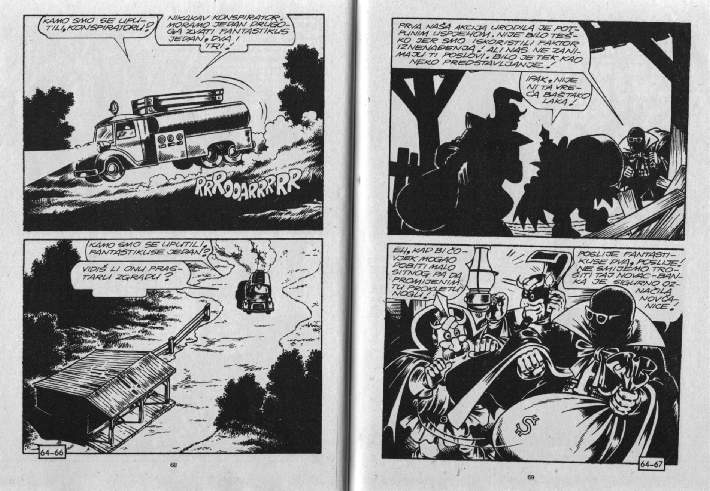 KAMO SMO SE UPU-
TILI, KONSPIRATORU?
NIKAKAV KONSPIRATOR,
MORAMO JEDAN DRUGO-
GA ZVATI FANTASTIKUS
JEDAN, DVA I
TRI!
RRROOARRRRRR
KAMO SMO SE UPUTILI,
FANTASTIKUSE JEDAN?
VIDIŠ LI ONU PRAS-
TARU ZGRADU?
64-66
68
PRVA NAŠA AKCIJA URODILA JE POT-
PUNIM USPJEHOM, NIJE BILO TEŠ-
KO JER SMO ISKORISTILI FAKTOR
IZNENAĐENJA! ALI NAS NE ZANI-
MAJU TI POSLOVI. BILO JE TEK KAO
NEKO PREDSTAVLJANJE!
IPAK, NIJE
NI TA VRE-
ĆA BAŠ TAKO
LAKA!
EH, KAD BI ČO-
VJEK MOGAO
DOBITI MALO
SITNOG PA DA
PROMIJENIM
TU PROKLETU
NOGU!
POSLIJE FANTASTI-
KUSE DVA, POSLIJE!
NE SMIJEMO TRO-
ŠITI TAJ NOVAC-BAN-
KA JE SIGURNO OZ-
NAČILA
NOVČA-
NICE!
$
64-67
69